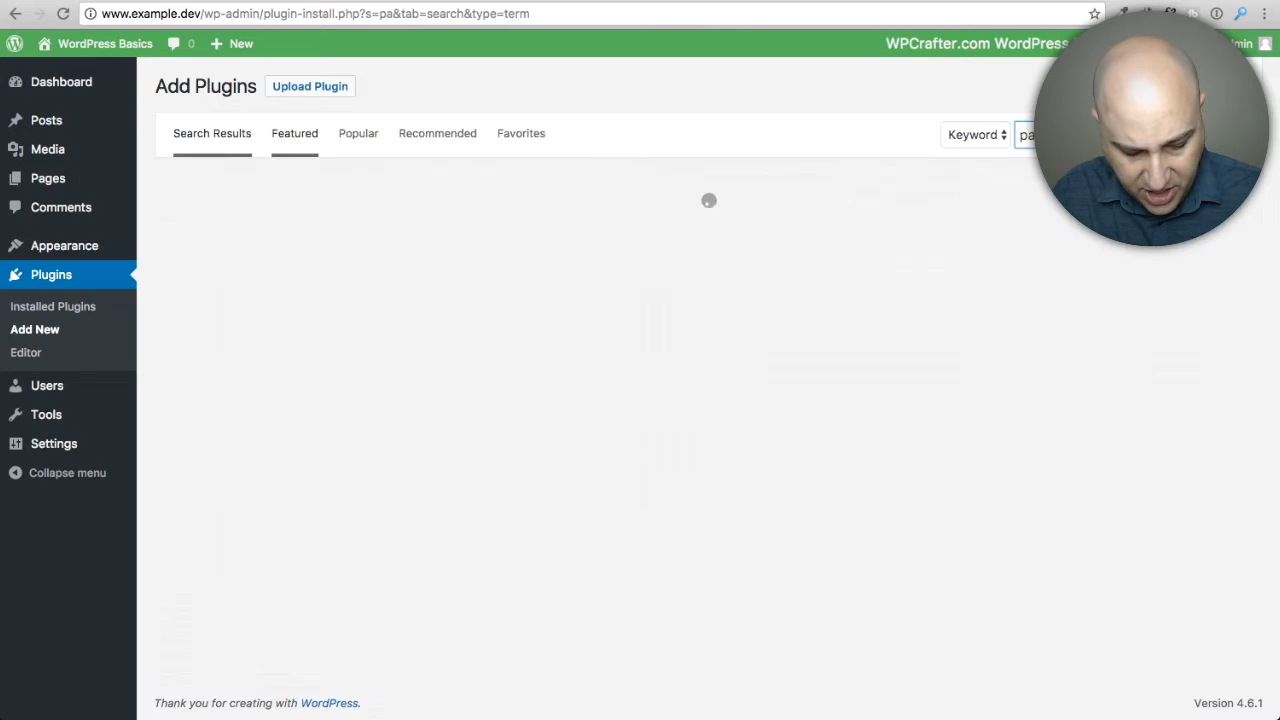 www.example.dev/wp-admin/plugin-install.php?s=pa&tab=search&type=term
WordPress Basics 0 New WPCrafter.com WordPress
Add Plugins Upload Plugin
Search Results Featured Popular Recommended Favorites Keyword pa
Dashboard
Posts
Media
Pages
Comments
Appearance
Plugins
Installed Plugins
Add New
Editor
Users
Tools
Settings
Collapse menu
Thank you for creating with WordPress. Version 4.6.1